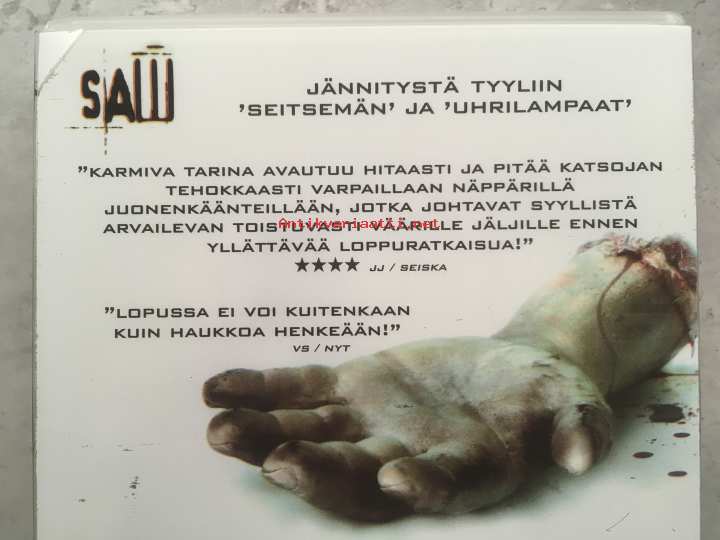 SAW
JÄNNITYSTÄ TYYLIIN
'SEITSEMÄN' JA 'UHRILAMPAAT'
"KARMIVA TARINA AVAUTUU HITAASTI JA PITÄÄ KATSOJAN
TEHOKKAASTI VARPAILLAAN NÄPPÄRILLÄ
JUONENKÄÄNTEILLÄÄN, JOTKA JOHTAVAT SYYLLISTÄ
ARVAILEVAN TOISTUVASTI VÄÄRILLE JÄLJILLE ENNEN
Antikvariaatti.net
YLLÄTTÄVÄÄ LOPPURATKAISUA!"
★★★★ JJ / SEISKA
"LOPUSSA EI VOI KUITENKAAN
KUIN HAUKKOA HENKEÄÄN!"
VS / NYT